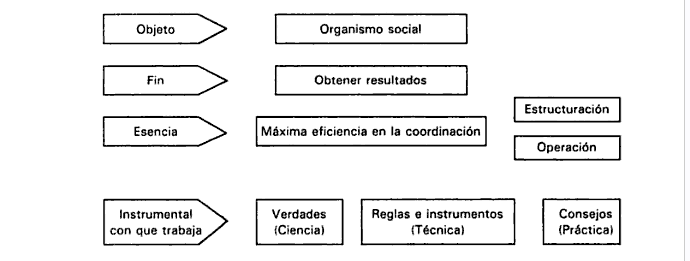 Objeto
Organismo social
Fin
Obtener resultados
Esencia
Máxima eficiencia en la coordinación
Estructuración
Operación
Instrumental
con que trabaja
Verdades
(Ciencia)
Reglas e instrumentos
(Técnica)
Consejos
(Práctica)